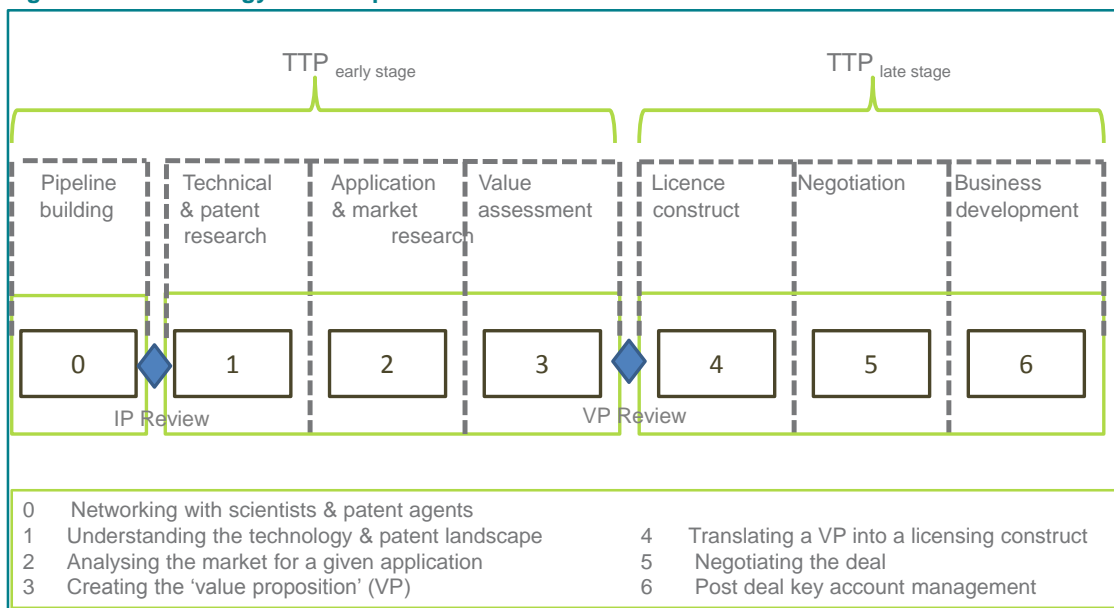 TTP early stage
TTP late stage
Pipeline
building
Technical
& patent
research
Application
& market
research
Value
assessment
Licence
construct
Negotiation
Business
development
0
1
2
3
4
5
6
IP Review
VP Review
0 Networking with scientists & patent agents
1 Understanding the technology & patent landscape
2 Analysing the market for a given application
3 Creating the ‘value proposition’ (VP)
4 Translating a VP into a licensing construct
5 Negotiating the deal
6 Post deal key account management